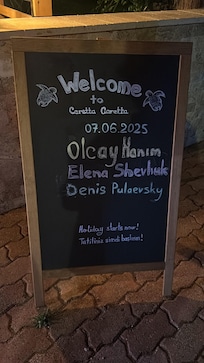 Welcome
to
Caretta Caretta
07.06.2025
Olcay Hanım
Elena Shevchuk
Denis Pulaevsky
Holiday starts now!
Tatiliniz şimdi başlıyor!